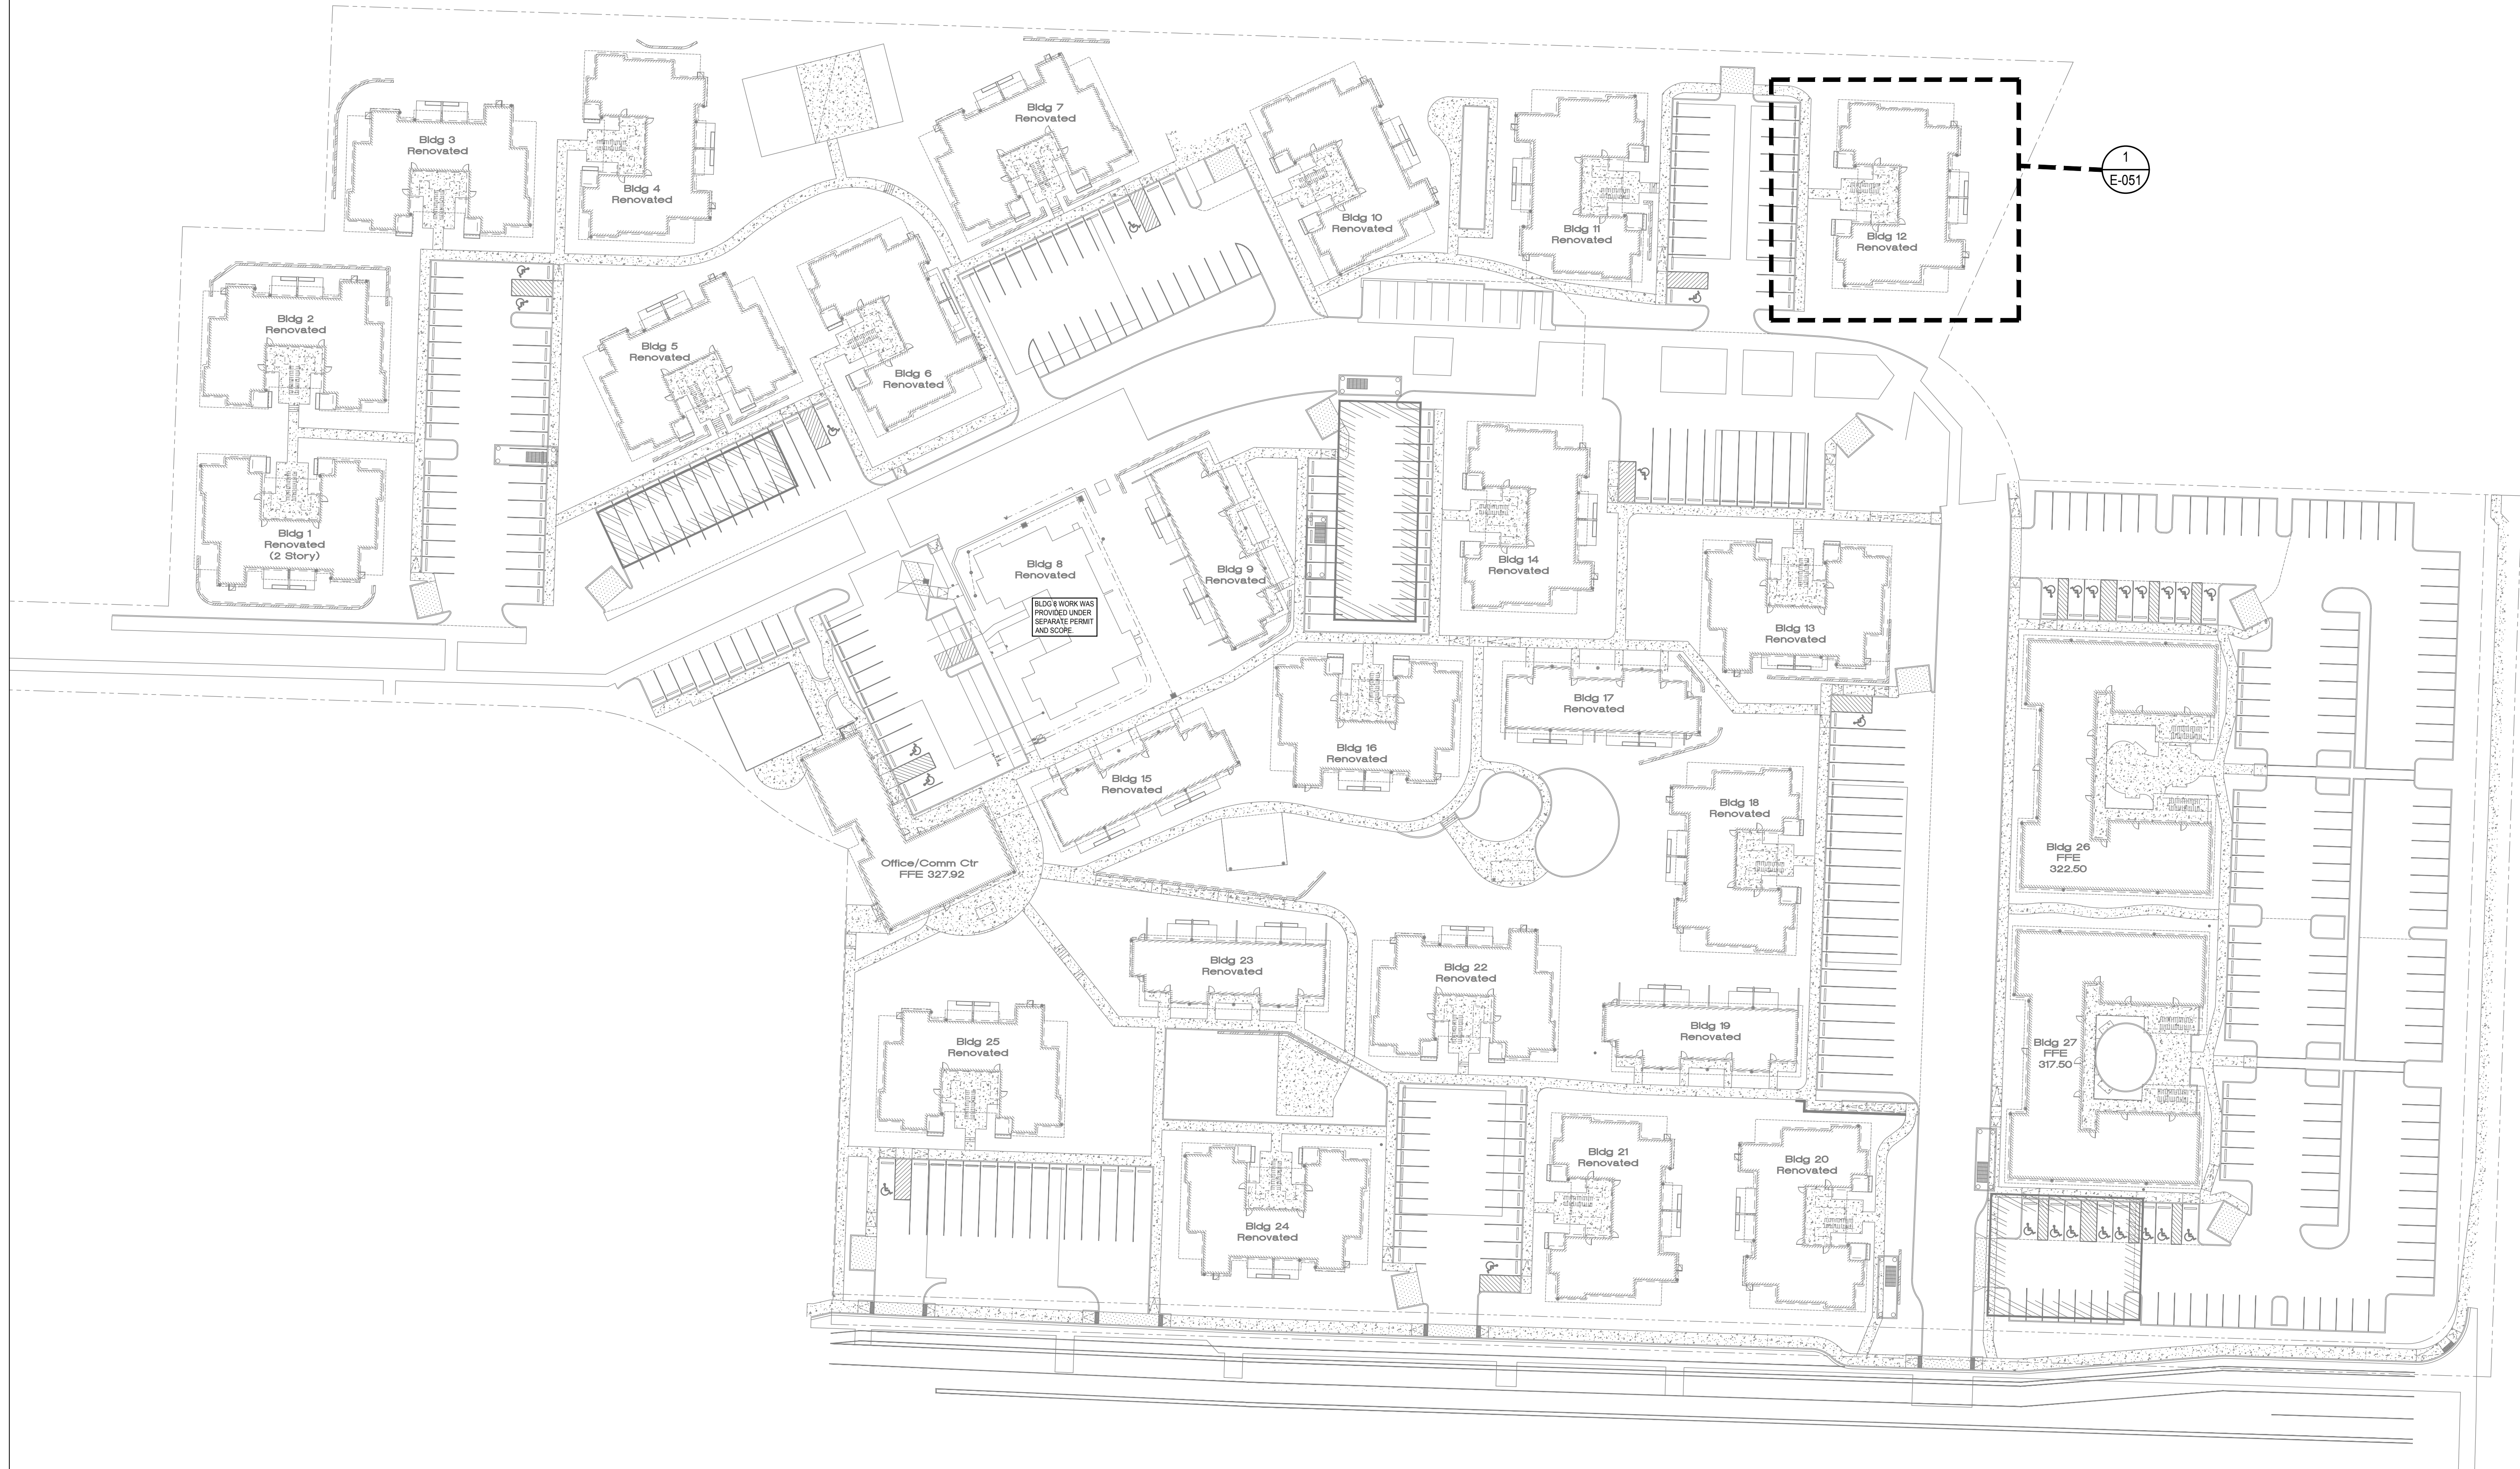 Bldg 7
Renovated
Bldg 3
Renovated
Bldg 4
Renovated
1
E-051
Bldg 10
Renovated
Bldg 11
Renovated
Bldg 12
Renovated
Bldg 2
Renovated
Bldg 5
Renovated
Bldg 6
Renovated
Bldg 1
Renovated
(2 Story)
Bldg 8
Renovated
BLDG 8 WORK WAS
PROVIDED UNDER
SEPARATE PERMIT
AND SCOPE.
Bldg 9
Renovated
Bldg 14
Renovated
Bldg 13
Renovated
Bldg 17
Renovated
Bldg 16
Renovated
Bldg 15
Renovated
Bldg 18
Renovated
Office/Comm Ctr
FFE 327.92
Bldg 26
FFE
322.50
Bldg 23
Renovated
Bldg 22
Renovated
Bldg 19
Renovated
Bldg 25
Renovated
Bldg 27
FFE
317.50
Bldg 21
Renovated
Bldg 20
Renovated
Bldg 24
Renovated